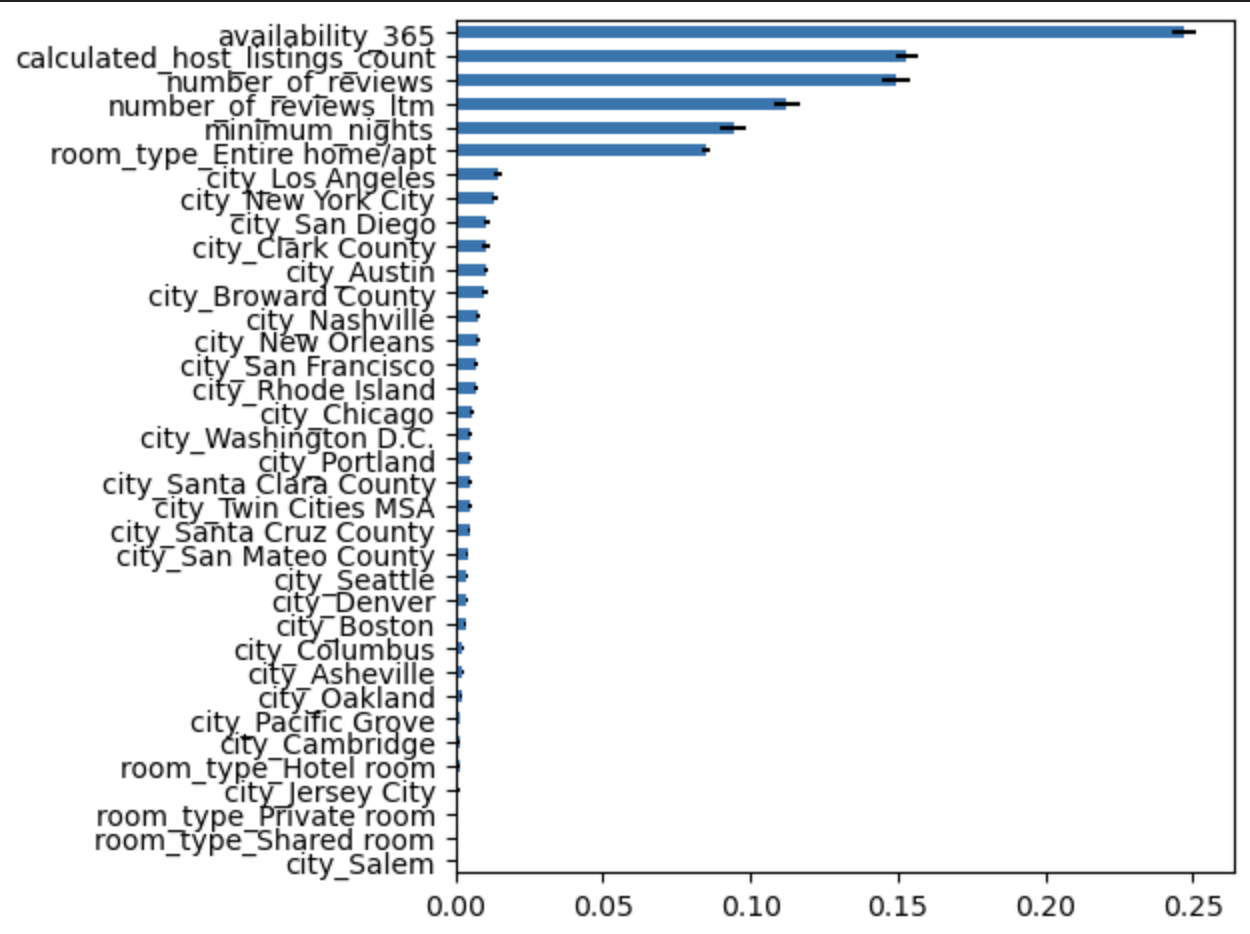 availability_365
calculated_host_listings_count
number_of_reviews
number_of_reviews_ltm
minimum_nights
room_type_Entire home/apt
city_Los Angeles
city_New York City
city_San Diego
city_Clark County
city_Austin
city_Broward County
city_Nashville
city_New Orleans
city_San Francisco
city_Rhode Island
city_Chicago
city_Washington D.C.
city_Portland
city_Santa Clara County
city_Twin Cities MSA
city_Santa Cruz County
city_San Mateo County
city_Seattle
city_Denver
city_Boston
city_Columbus
city_Asheville
city_Oakland
city_Pacific Grove
city_Cambridge
room_type_Hotel room
city_Jersey City
room_type_Private room
room_type_Shared room
city_Salem
0.00 0.05 0.10 0.15 0.20 0.25